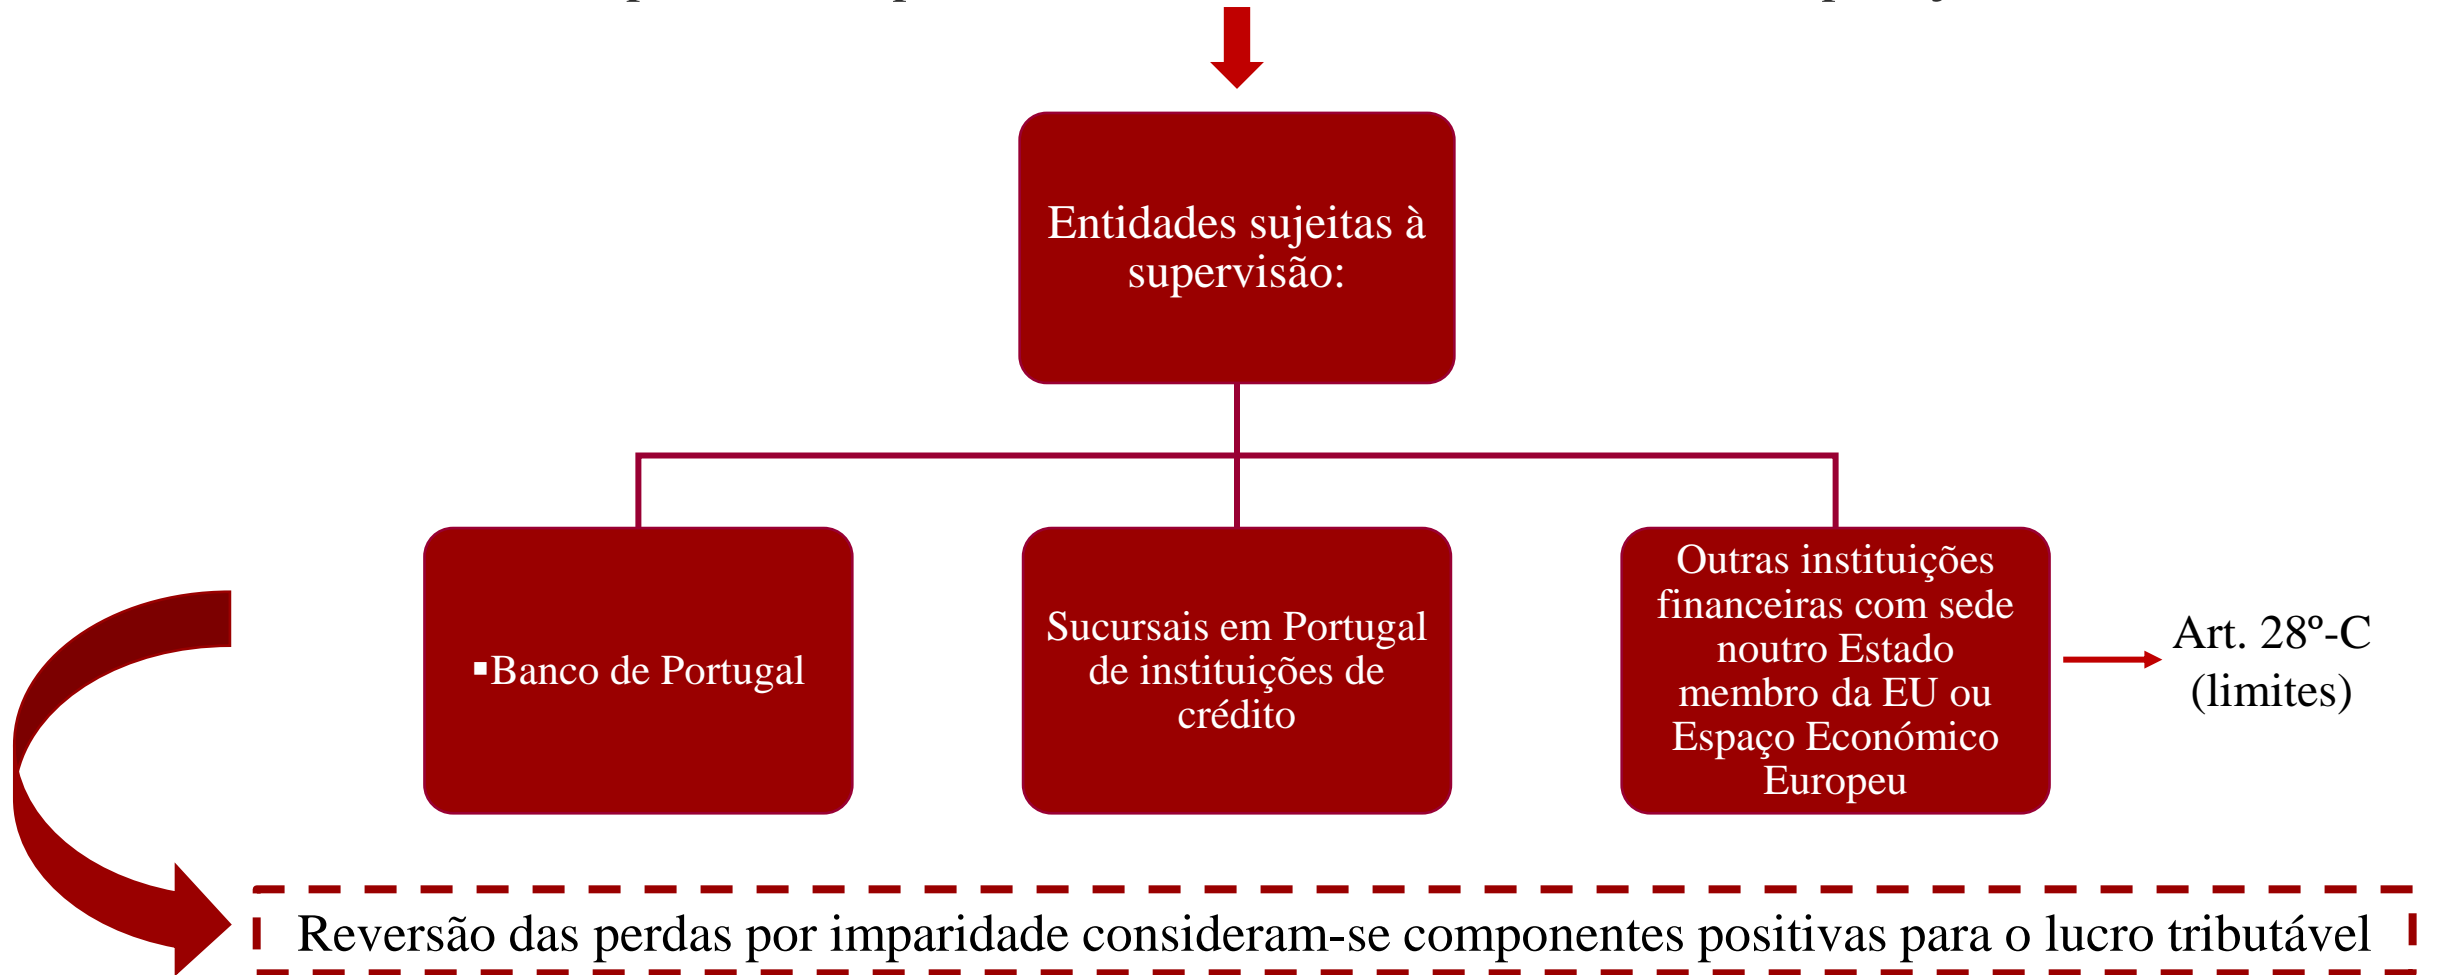 Entidades sujeitas à
supervisão:
▪Banco de Portugal
Sucursais em Portugal
de instituições de
crédito
Outras instituições
financeiras com sede
noutro Estado
membro da EU ou
Espaço Económico
Europeu
Art. 28º-C
(limites)
Reversão das perdas por imparidade consideram-se componentes positivas para o lucro tributável